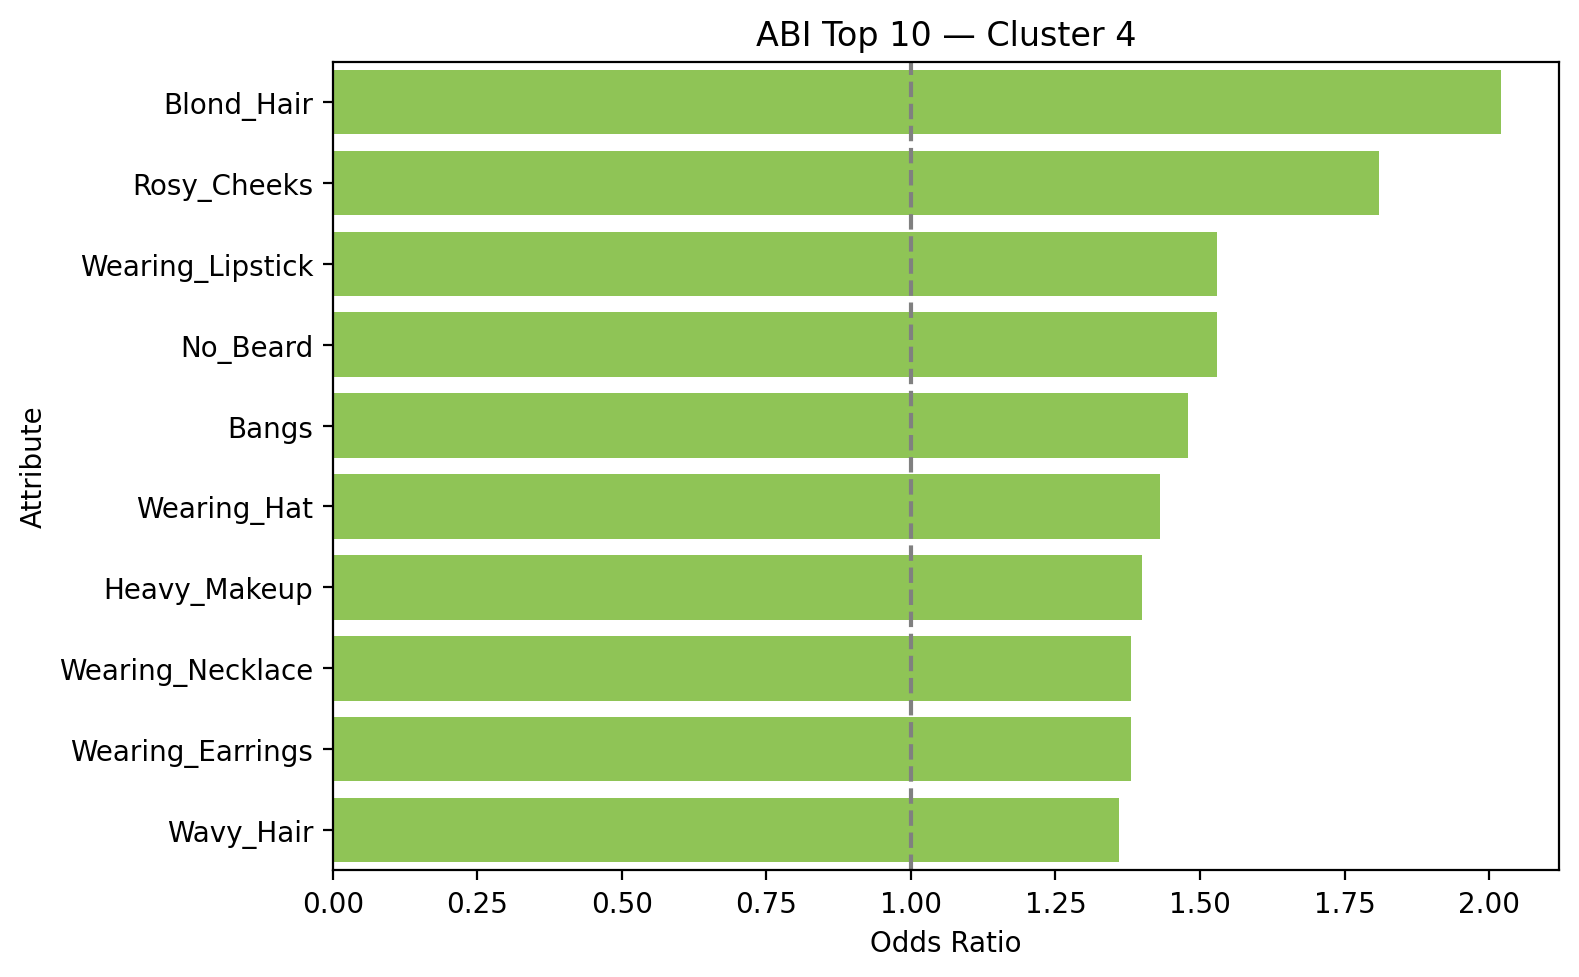 ABI Top 10 — Cluster 4
Blond_Hair
Rosy_Cheeks
Wearing_Lipstick
No_Beard
Bangs
Wearing_Hat
Heavy_Makeup
Wearing_Necklace
Wearing_Earrings
Wavy_Hair
Attribute
0.00 0.25 0.50 0.75 1.00 1.25 1.50 1.75 2.00
Odds Ratio